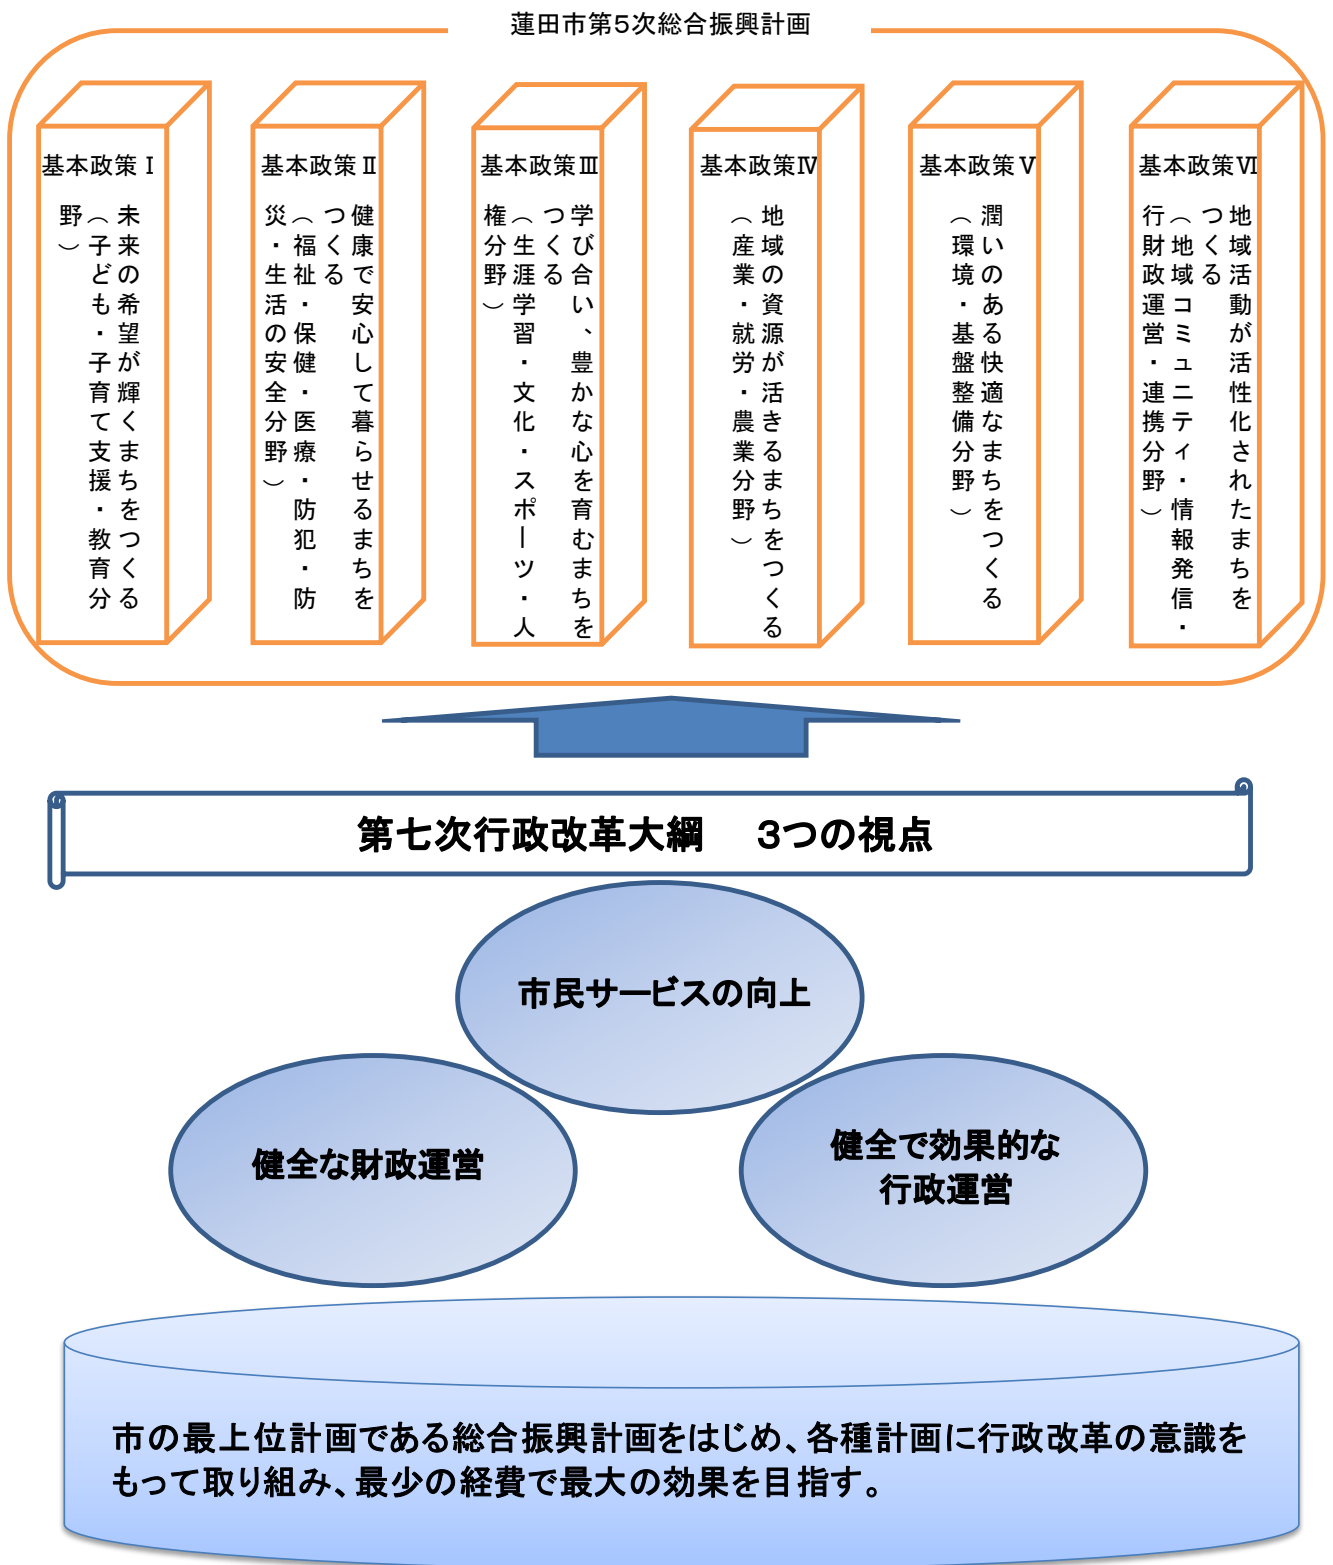 蓮田市第5次総合振興計画
基本政策Ⅰ
未来の希望が輝くまちをつくる
（子ども・子育て支援・教育分
野）
基本政策Ⅱ
健康で安心して暮らせるまちを
つくる
（福祉・保健・医療・防犯・防
災・生活の安全分野）
基本政策Ⅲ
学び合い、豊かな心を育むまちを
つくる
（生涯学習・文化・スポーツ・人
権分野）
基本政策Ⅳ
地域の資源が活きるまちをつくる
（産業・就労・農業分野）
基本政策Ⅴ
潤いのある快適なまちをつくる
（環境・基盤整備分野）
基本政策Ⅵ
地域活動が活性化されたまちを
つくる
（地域コミュニティ・情報発信・
行財政運営・連携分野）
第七次行政改革大綱　3つの視点
市民サービスの向上
健全な財政運営
健全で効果的な
行政運営
市の最上位計画である総合振興計画をはじめ、各種計画に行政改革の意識を
もって取り組み、最少の経費で最大の効果を目指す。